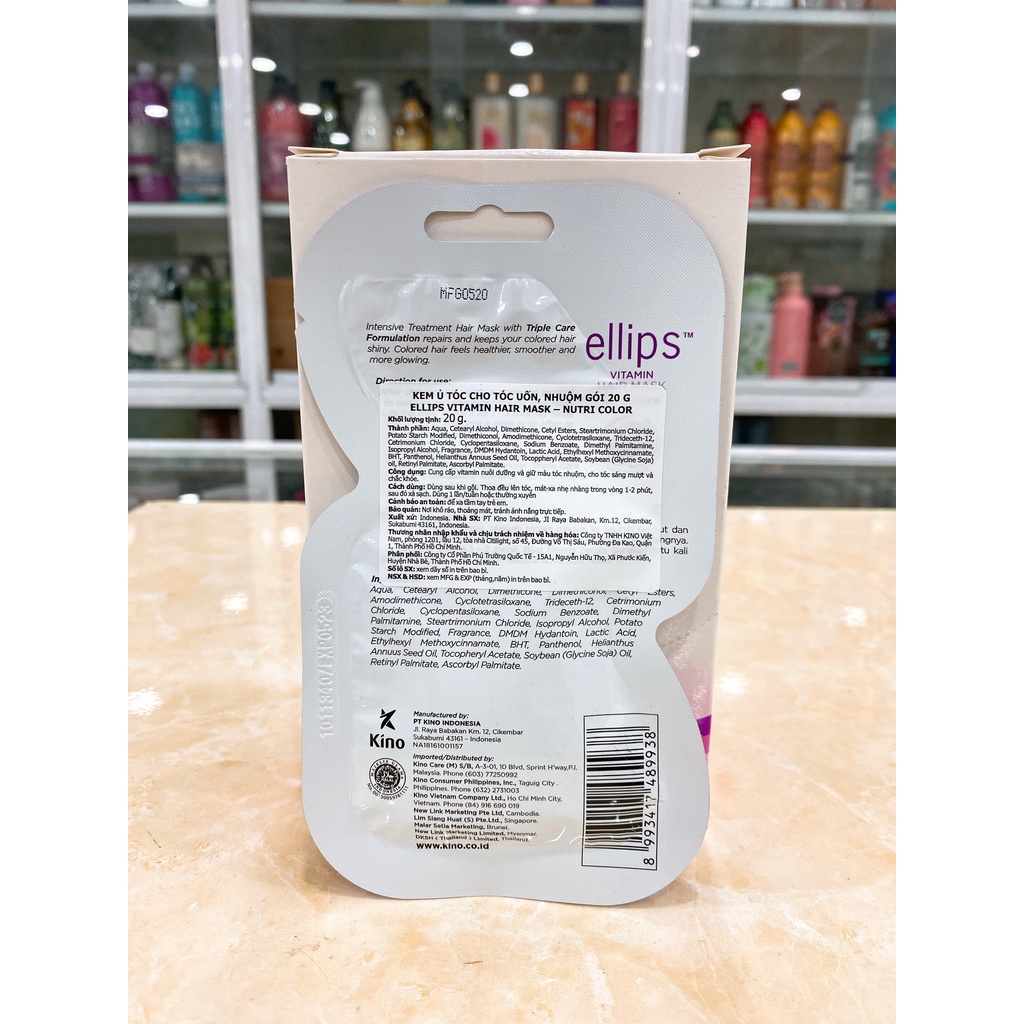 MFG0520
Intensive Treatment Hair Mask with Triple Care
Formulation repairs and keeps your colored hair
shiny. Colored hair feels healthier, smoother and
more glowing.
ellips™
VITAMIN
HAIR MASK
Direction for use:
KEM Ủ TÓC CHO TÓC UỐN, NHUỘM GÓI 20 G
ELLIPS VITAMIN HAIR MASK – NUTRI COLOR
Khối lượng tịnh: 20 g.
Thành phần: Aqua, Cetearyl Alcohol, Dimethicone, Cetyl Esters, Steartrimonium Chloride,
Potato Starch Modified, Dimethiconol, Amodimethicone, Cyclotetrasiloxane, Trideceth-12,
Cetrimonium Chloride, Cyclopentasiloxane, Sodium Benzoate, Dimethyl Palmitamine,
Isopropyl Alcohol, Fragrance, DMDM Hydantoin, Lactic Acid, Ethylhexyl Methoxycinnamate,
BHT, Panthenol, Helianthus Annuus Seed Oil, Tocoppheryl Acetate, Soybean (Glycine Soja)
oil, Retinyl Palmitate, Ascorbyl Palmitate.
Công dụng: Cung cấp vitamin nuôi dưỡng và giữ màu tóc nhuộm, cho tóc sáng mượt và
chắc khỏe.
Cách dùng: Dùng sau khi gội. Thoa đều lên tóc, mát-xa nhẹ nhàng trong vòng 1-2 phút,
sau đó xả sạch. Dùng 1 lần/tuần hoặc thường xuyên
Cảnh báo an toàn: để xa tầm tay trẻ em.
Bảo quản: Nơi khô ráo, thoáng mát, tránh ánh nắng trực tiếp.
Xuất xứ: Indonesia. Nhà SX: PT Kino Indonesia, Jl Raya Babakan, Km.12, Cikembar,
Sukabumi 43161, Indonesia.
Thương nhân nhập khẩu và chịu trách nhiệm về hàng hóa: Công ty TNHH KINO Việt
Nam, phòng 1201, lầu 12, tòa nhà Citilight, số 45, Đường Võ Thị Sáu, Phường Đa Kao, Quận
1, Thành Phố Hồ Chí Minh.
Phân phối: Công ty Cổ Phần Phú Trường Quốc Tế - 15A1, Nguyễn Hữu Thọ, Xã Phước Kiển,
Huyện Nhà Bè, Thành Phố Hồ Chí Minh.
Số lô SX: xem dãy số in trên bao bì.
NSX & HSD: xem MFG & EXP (tháng,năm) in trên bao bì.
ut dan
ngnya.
tu kali
Aqua, Cetearyl Alcohol, Dimethicone, Dimethiconol, Cetyl Esters,
Amodimethicone, Cyclotetrasiloxane, Trideceth-12, Cetrimonium
Chloride, Cyclopentasiloxane, Sodium Benzoate, Dimethyl
Palmitamine, Steartrimonium Chloride, Isopropyl Alcohol, Potato
Starch Modified, Fragrance, DMDM Hydantoin, Lactic Acid,
Ethylhexyl Methoxycinnamate, BHT, Panthenol, Helianthus
Annuus Seed Oil, Tocopheryl Acetate, Soybean (Glycine Soja) Oil,
Retinyl Palmitate, Ascorbyl Palmitate.
1011340/EXP0523
Kino
Manufactured by:
PT KINO INDONESIA
Jl. Raya Babakan Km. 12, Cikembar
Sukabumi 43161 – Indonesia
NA18161001157
Imported/Distributed by:
Kino Care (M) S/B, A-3-01, 10 Blvd, Sprint H'way,PJ,
Malaysia. Phone (603) 77250992
Kino Consumer Philippines, Inc., Taguig City.
Philippines. Phone (632) 2731003
Kino Vietnam Company Ltd., Ho Chi Minh City,
Vietnam. Phone (84) 916 690 019
New Link Marketing Pte Ltd, Cambodia.
Lim Siang Huat (S) Pte.Ltd., Singapore.
Malar Setia Marketing, Brunei.
New Link Marketing Limited, Myanmar.
DKSH ( Thailand ) Limited, Thailand.
www.kino.co.id
8 993417 489938